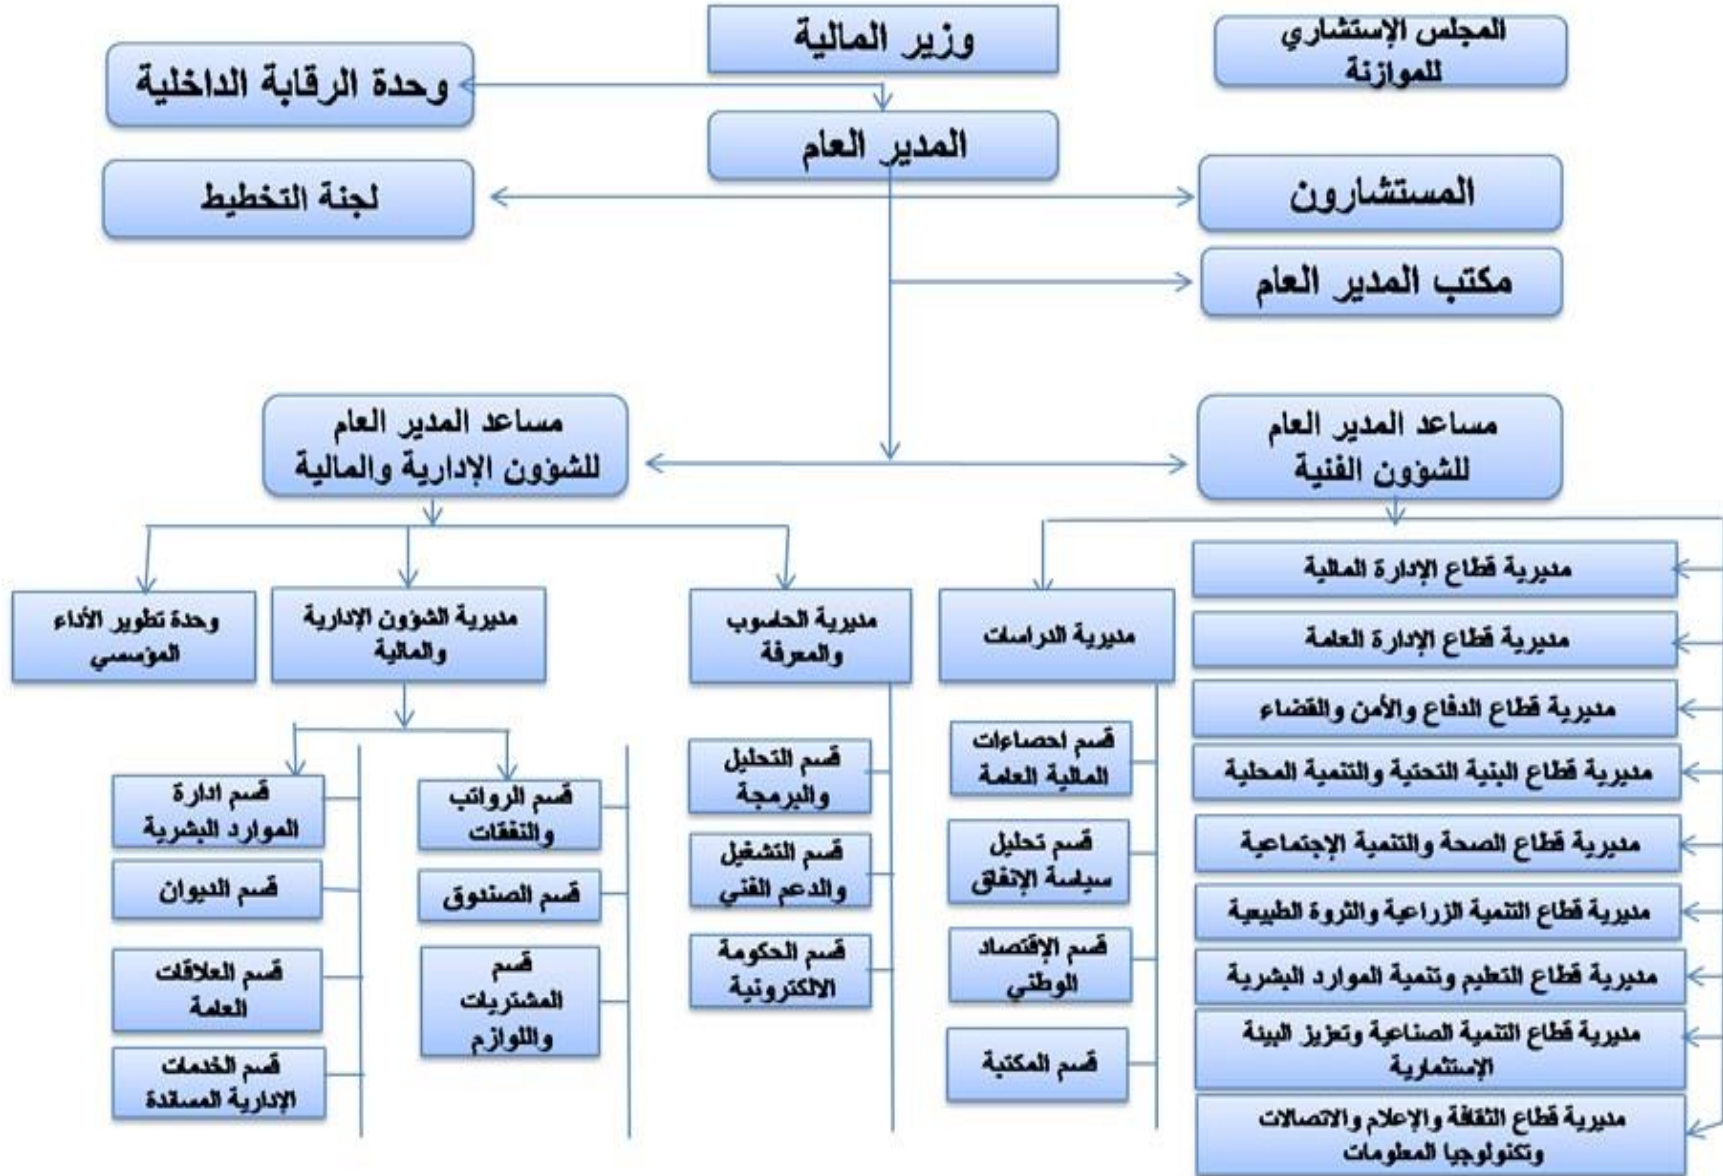 وزير المالية
المجلس الإستشاري
للموازنة
وحدة الرقابة الداخلية
المدير العام
المستشارون
لجنة التخطيط
مكتب المدير العام
مساعد المدير العام
للشؤون الفنية
مساعد المدير العام
للشؤون الإدارية والمالية
مديرية قطاع الإدارة المالية
مديرية قطاع الإدارة العامة
مديرية قطاع الدفاع والأمن والقضاء
مديرية قطاع البنية التحتية والتنمية المحلية
مديرية قطاع الصحة والتنمية الإجتماعية
مديرية قطاع التنمية الزراعية والثروة الطبيعية
مديرية قطاع التعليم وتنمية الموارد البشرية
مديرية قطاع التنمية الصناعية وتعزيز البيئة
الإستثمارية
مديرية قطاع الثقافة والإعلام والاتصالات
وتكنولوجيا المعلومات
مديرية الدراسات
قسم احصاءات
المالية العامة
قسم تحليل
سياسة الإنفاق
قسم الإقتصاد
الوطني
قسم المكتبة
مديرية الحاسوب
والمعرفة
قسم التحليل
والبرمجة
قسم التشغيل
والدعم الفني
قسم الحكومة
الالكترونية
مديرية الشؤون الإدارية
والمالية
قسم الرواتب
والنفقات
قسم الصندوق
قسم
المشتريات
واللوازم
قسم ادارة
الموارد البشرية
قسم الديوان
قسم العلاقات
العامة
قسم الخدمات
الإدارية المساندة
وحدة تطوير الأداء
المؤسسي